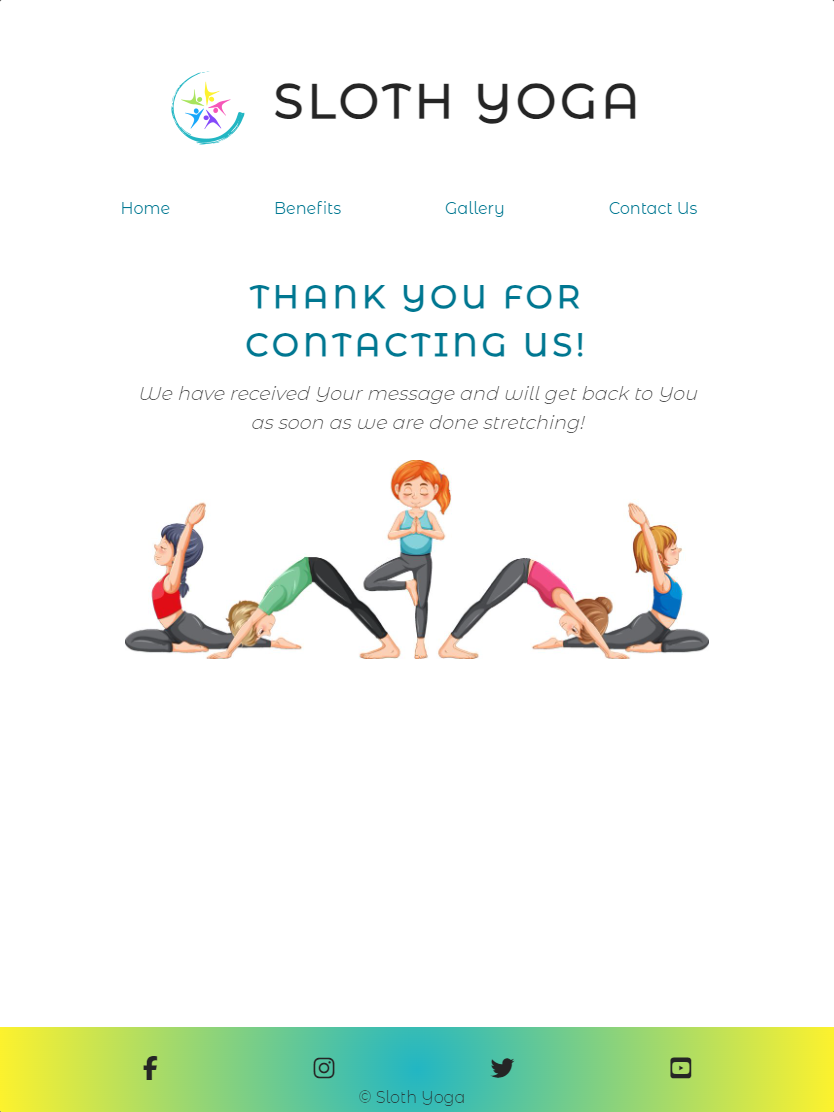 SLOTH YOGA
Home Benefits Gallery Contact Us
THANK YOU FOR
CONTACTING US!
We have received Your message and will get back to You
as soon as we are done stretching!
© Sloth Yoga